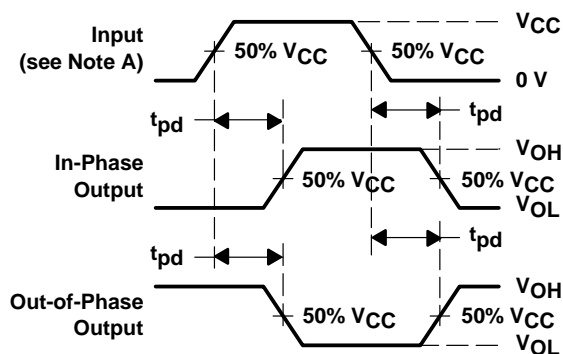 VCC
Input
(see Note A)
50% VCC
50% VCC
0 V
tpd
tpd
VOH
In-Phase
Output
50% VCC
50% VCC
VOL
tpd
tpd
VOH
Out-of-Phase
Output
50% VCC
50% VCC
VOL